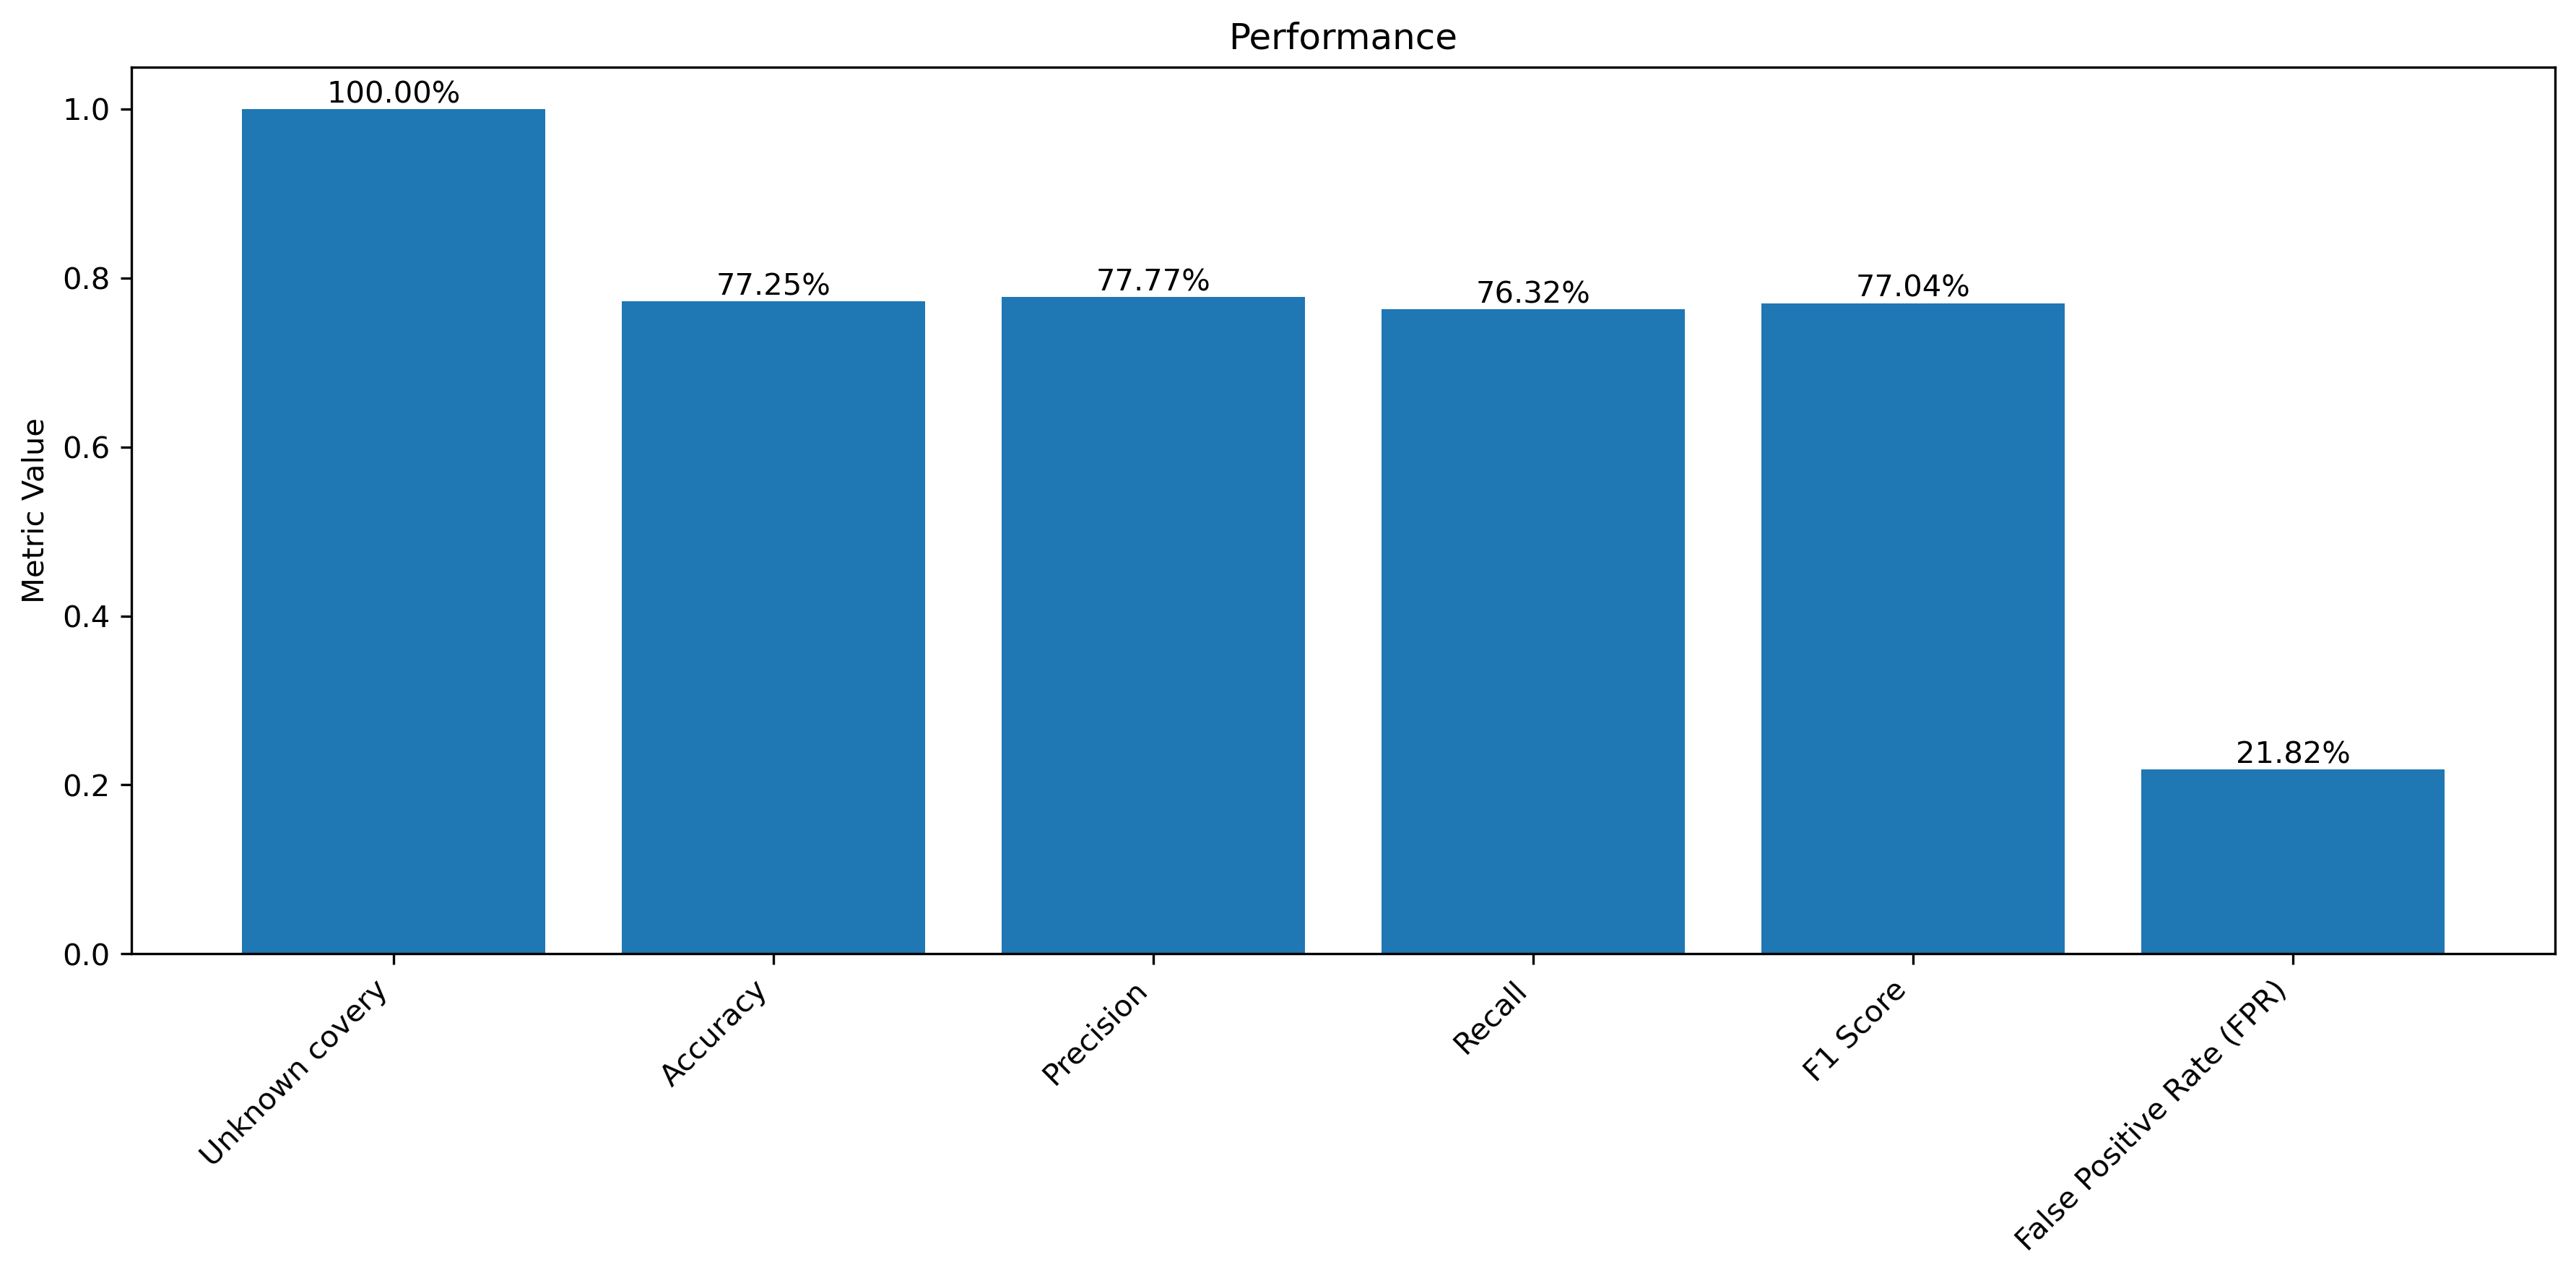 Performance
Metric Value
1.0
0.8
0.6
0.4
0.2
0.0
100.00%
77.25%
77.77%
76.32%
77.04%
21.82%
Unknown covery
Accuracy
Precision
Recall
F1 Score
False Positive Rate (FPR)